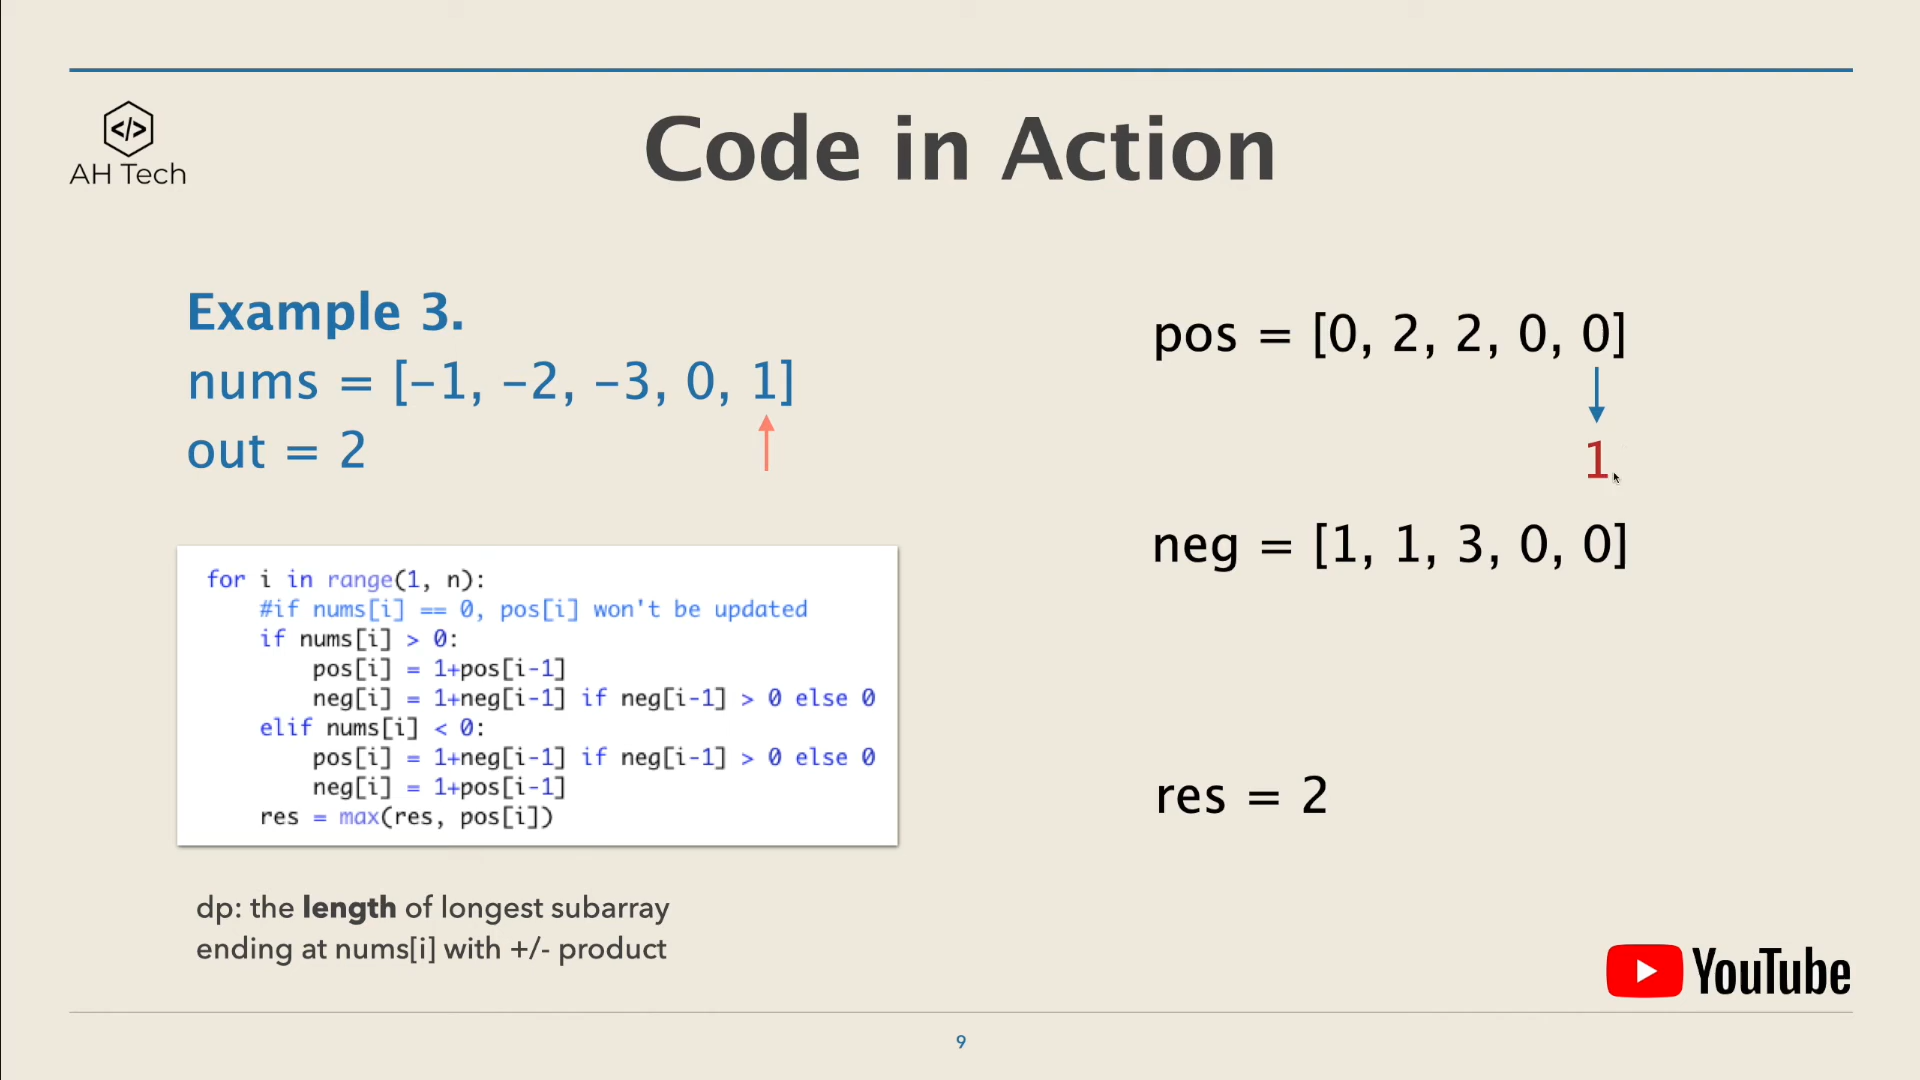 </>
AH Tech
Code in Action
Example 3.
nums = [-1, -2, -3, 0, 1]
out = 2
for i in range(1, n):
    #if nums[i] == 0, pos[i] won't be updated
    if nums[i] > 0:
        pos[i] = 1+pos[i-1]
        neg[i] = 1+neg[i-1] if neg[i-1] > 0 else 0
    elif nums[i] < 0:
        pos[i] = 1+neg[i-1] if neg[i-1] > 0 else 0
        neg[i] = 1+pos[i-1]
    res = max(res, pos[i])
dp: the length of longest subarray
ending at nums[i] with +/- product
pos = [0, 2, 2, 0, 0]
1
neg = [1, 1, 3, 0, 0]
res = 2
YouTube
9